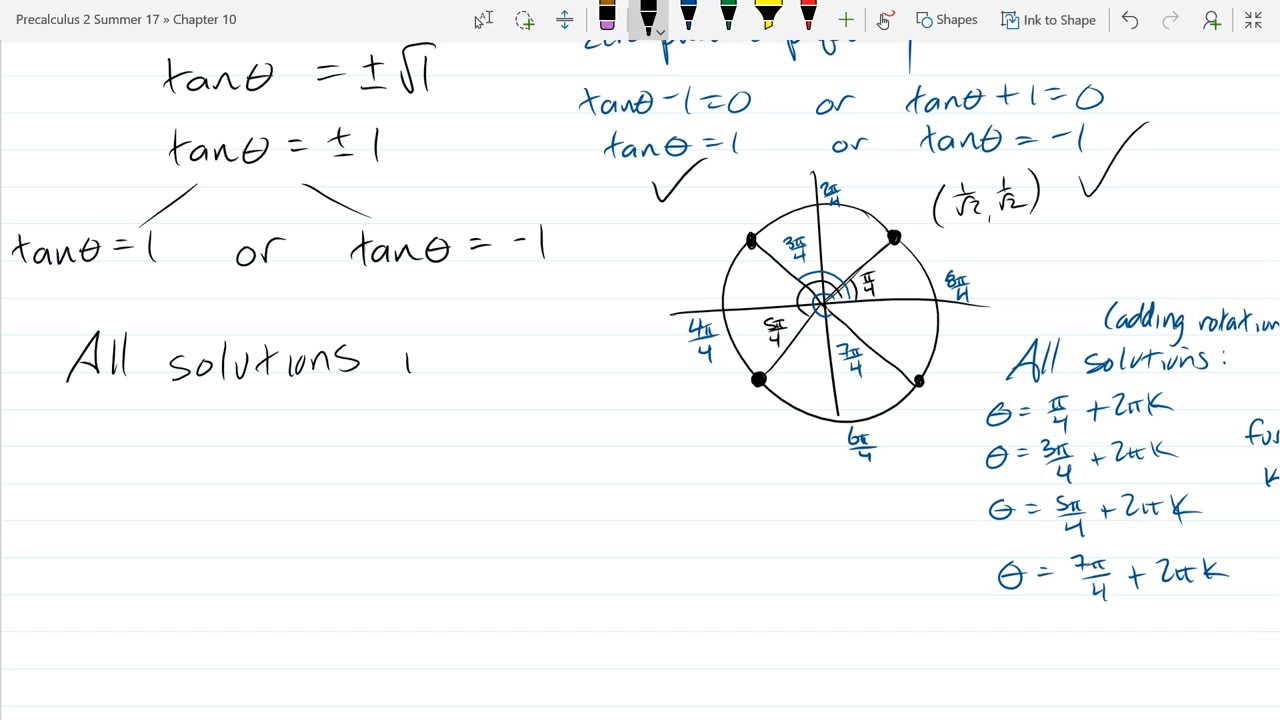 Precalculus 2 Summer 17 » Chapter 10
Shapes
Ink to Shape
tanθ = ±√1
tanθ = ±1
tanθ = 1 or tanθ = -1
All solutions
tanθ - 1 = 0 or tanθ + 1 = 0
tanθ = 1 or tanθ = -1
(1/√2, 1/√2)
2π/4
3π/4
π/4
8π/4
4π/4
5π/4
7π/4
6π/4
(adding rotation
All solutions:
θ = π/4 + 2πk
θ = 3π/4 + 2πk
θ = 5π/4 + 2πk
θ = 7π/4 + 2πk
for
k